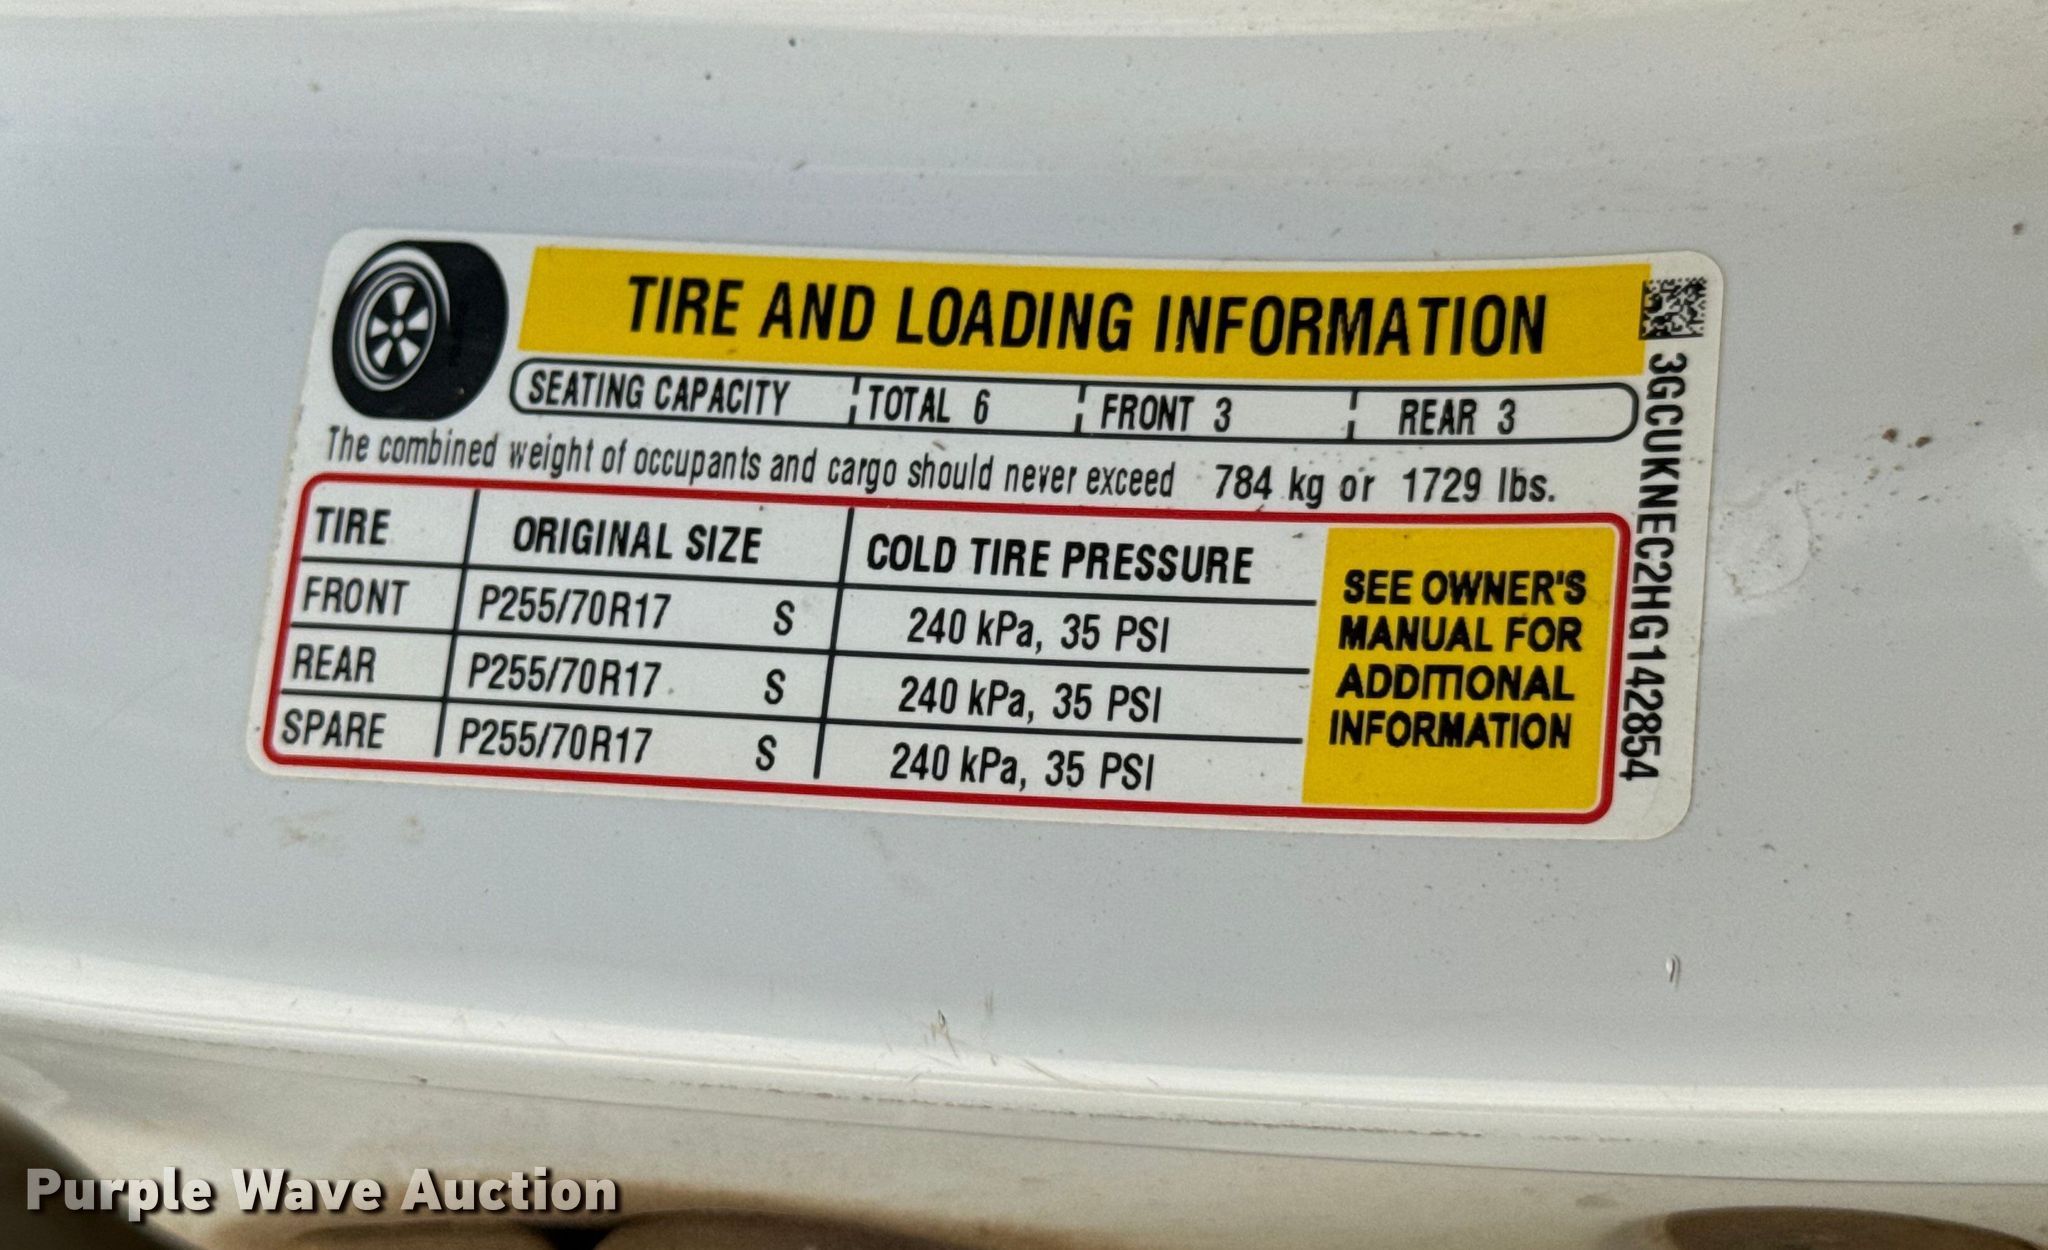 TIRE AND LOADING INFORMATION
SEATING CAPACITY TOTAL 6 FRONT 3 REAR 3
The combined weight of occupants and cargo should never exceed 784 kg or 1729 lbs.
TIRE ORIGINAL SIZE COLD TIRE PRESSURE
FRONT P255/70R17 S 240 kPa, 35 PSI
REAR P255/70R17 S 240 kPa, 35 PSI
SPARE P255/70R17 S 240 kPa, 35 PSI
SEE OWNER'S
MANUAL FOR
ADDITIONAL
INFORMATION
3GCUKNEC2HG142854
Purple Wave Auction